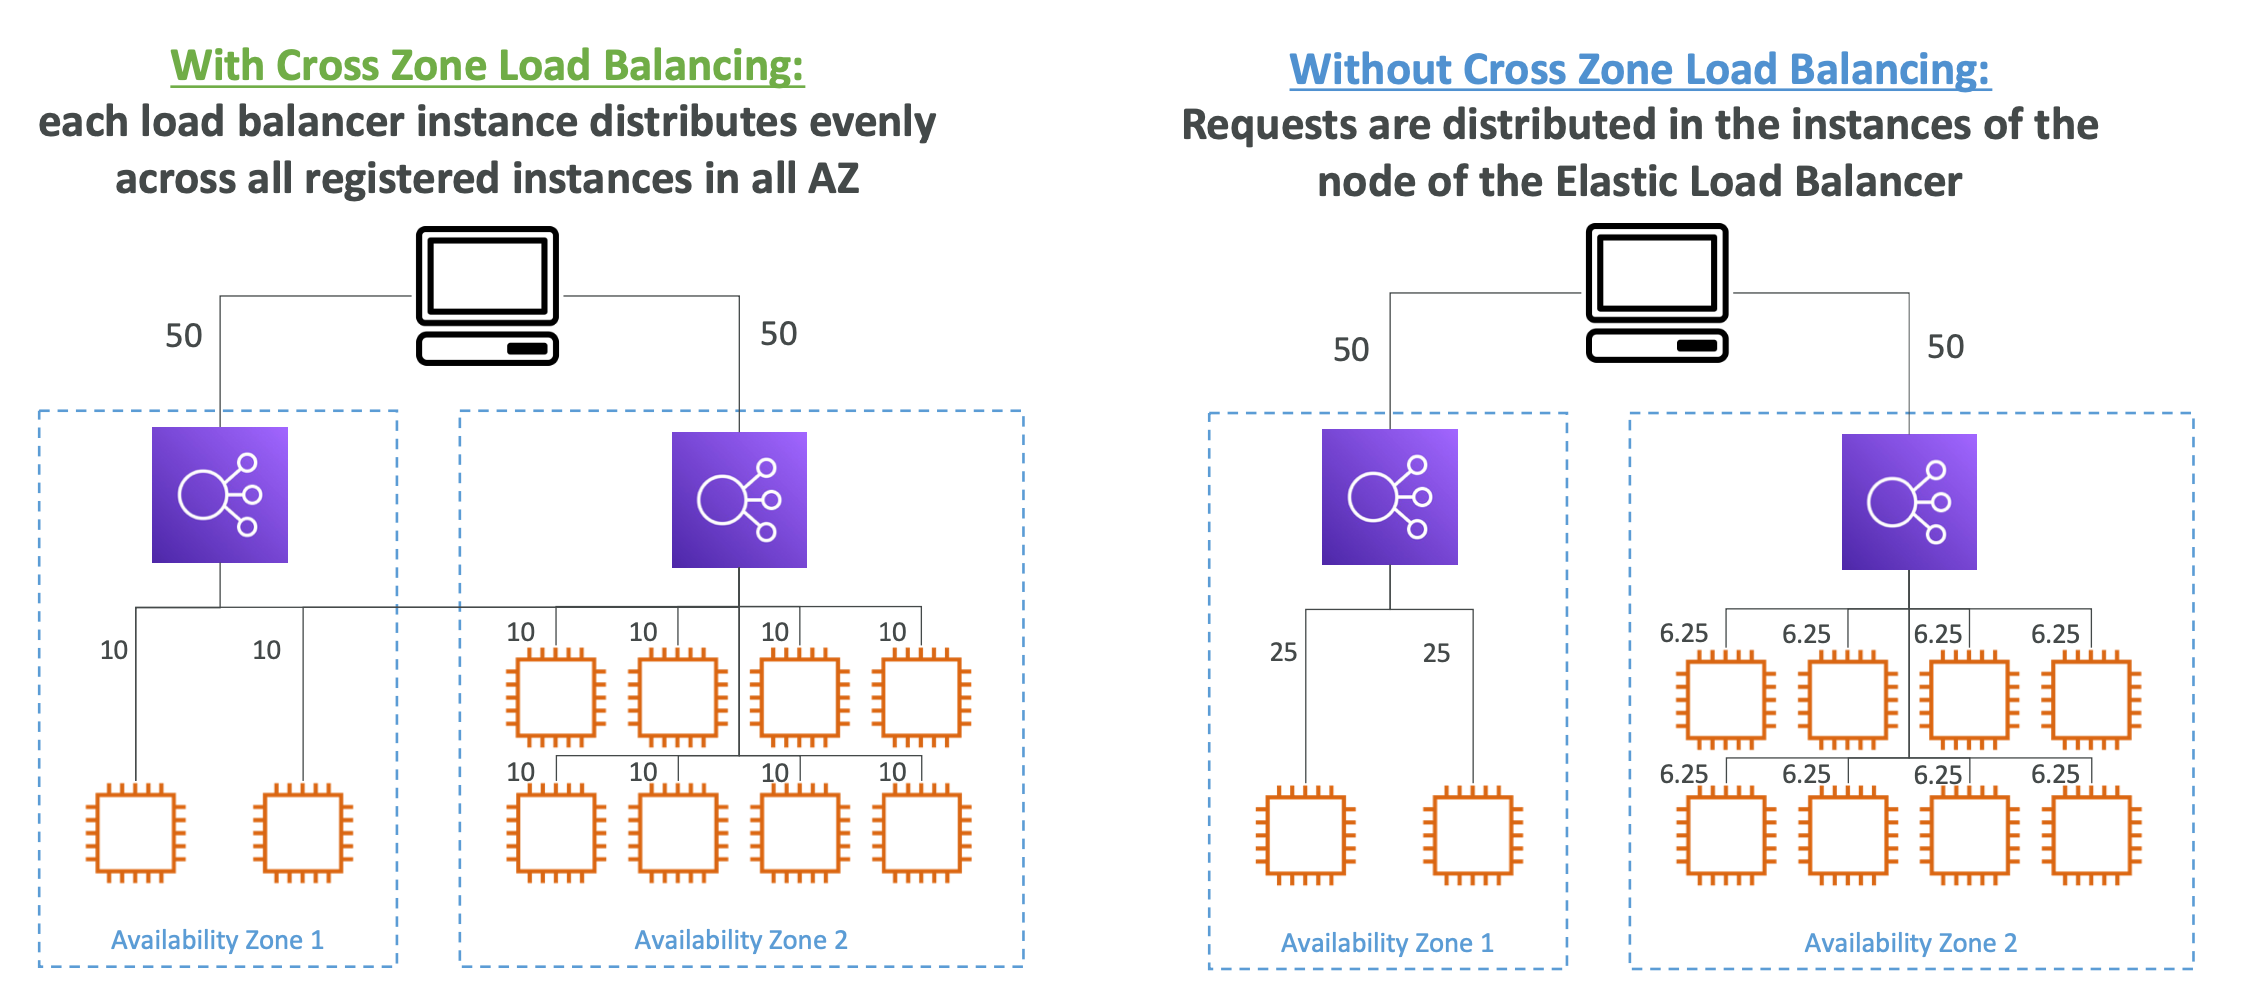 With Cross Zone Load Balancing:
each load balancer instance distributes evenly
across all registered instances in all AZ
50
50
10
10
10
10
10
10
10
10
10
10
Availability Zone 1
Availability Zone 2
Without Cross Zone Load Balancing:
Requests are distributed in the instances of the
node of the Elastic Load Balancer
50
50
25
25
6.25
6.25
6.25
6.25
6.25
6.25
6.25
6.25
Availability Zone 1
Availability Zone 2